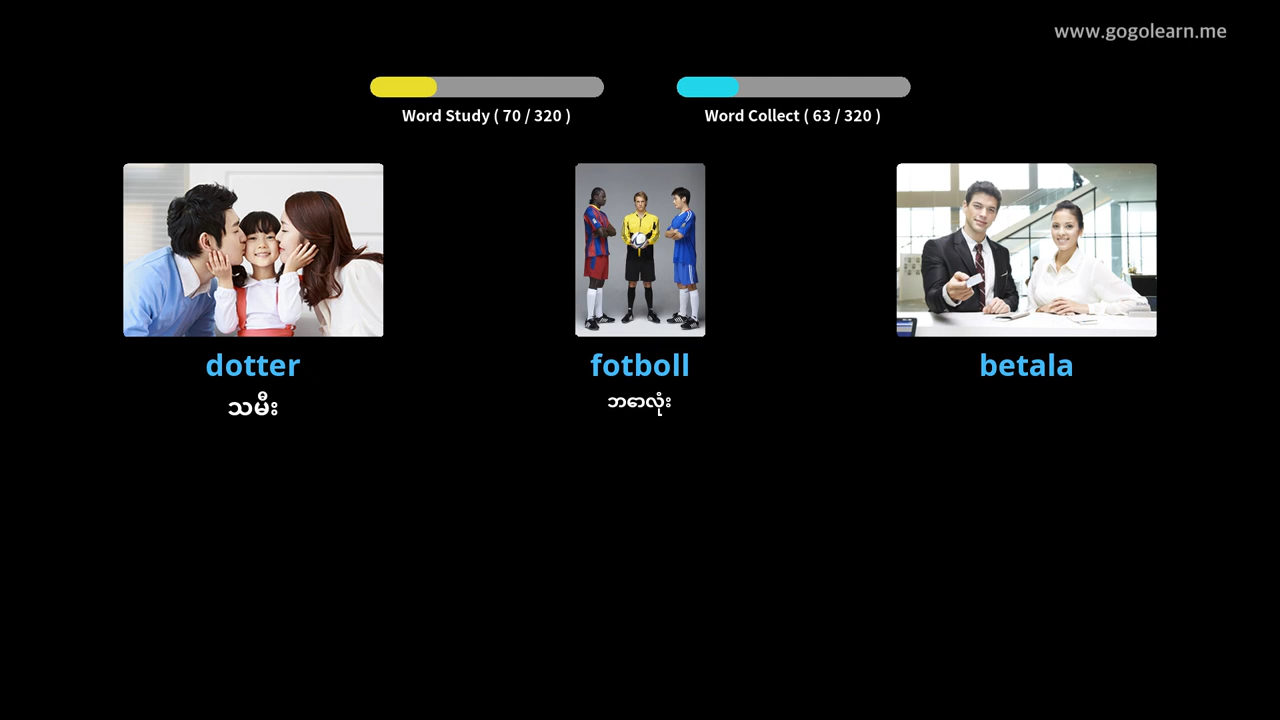 www.gogolearn.me
Word Study ( 70 / 320 )
Word Collect ( 63 / 320 )
dotter
fotboll
betala
သမီး
ဘောလုံး